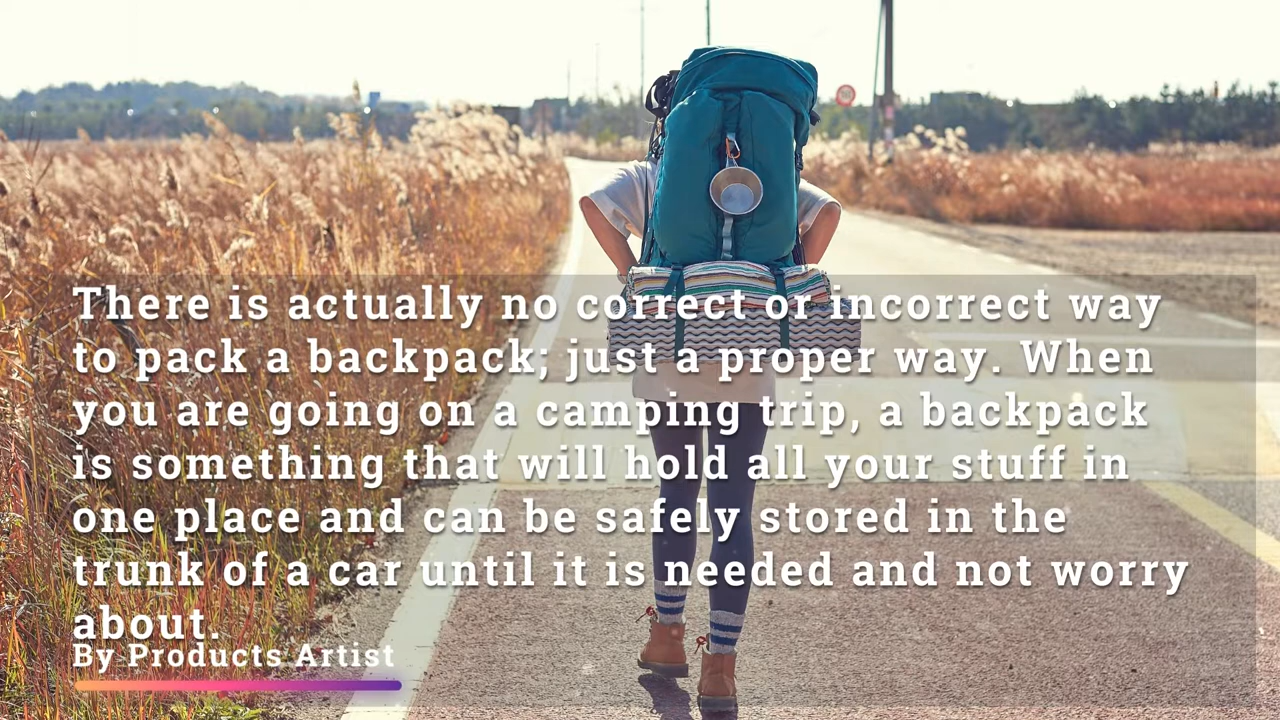 There is actually no correct or incorrect way
to pack a backpack; just a proper way. When
you are going on a camping trip, a backpack
is something that will hold all your stuff in
one place and can be safely stored in the
trunk of a car until it is needed and not worry
about.
By Products Artist